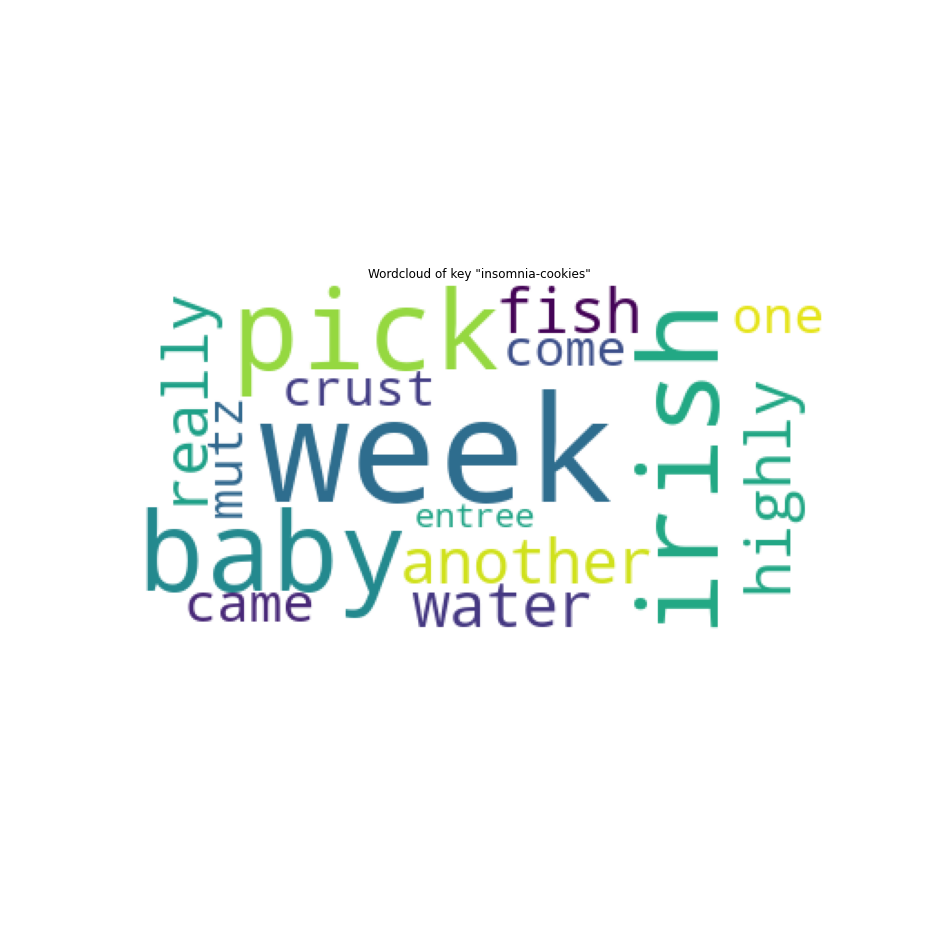 Wordcloud of key "insomnia-cookies"
really
pick
fish
irish
one
come
crust
mutz
week
highly
baby
entree
another
came
water